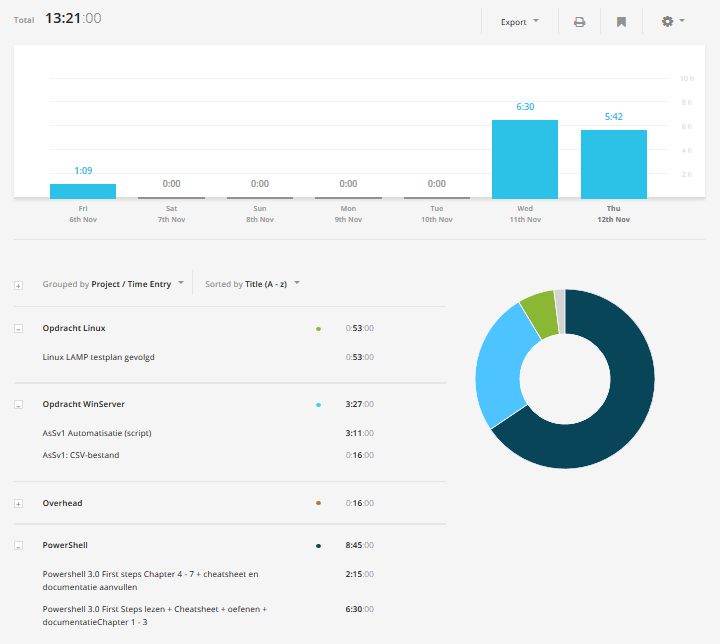 Total 13:21:00
Export
10 h
8 h
6 h
4 h
2 h
1:09
0:00
0:00
0:00
0:00
6:30
5:42
Fri
6th Nov
Sat
7th Nov
Sun
8th Nov
Mon
9th Nov
Tue
10th Nov
Wed
11th Nov
Thu
12th Nov
Grouped by Project / Time Entry
Sorted by Title (A - z)
Opdracht Linux 0:53:00
Linux LAMP testplan gevolgd 0:53:00
Opdracht WinServer 3:27:00
AsSv1 Automatisatie (script) 3:11:00
AsSv1: CSV-bestand 0:16:00
Overhead 0:16:00
PowerShell 8:45:00
Powershell 3.0 First steps Chapter 4 - 7 + cheatsheet en 2:15:00
documentatie aanvullen
Powershell 3.0 First Steps lezen + Cheatsheet + oefenen + 6:30:00
documentatieChapter 1 - 3